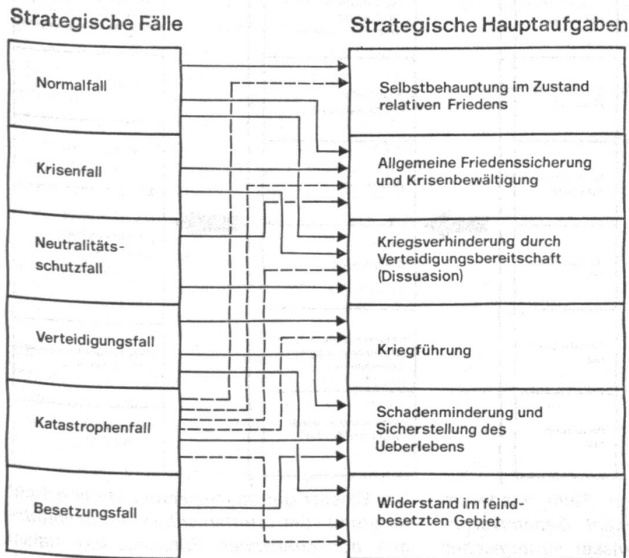 Strategische Fälle
Normalfall
Krisenfall
Neutralitäts-
schutzfall
Verteidigungsfall
Katastrophenfall
Besetzungsfall
Strategische Hauptaufgaben
Selbstbehauptung im Zustand
relativen Friedens
Allgemeine Friedenssicherung
und Krisenbewältigung
Kriegsverhinderung durch
Verteidigungsbereitschaft
(Dissuasion)
Kriegführung
Schadenminderung und
Sicherstellung des
Ueberlebens
Widerstand im feind-
besetzten Gebiet